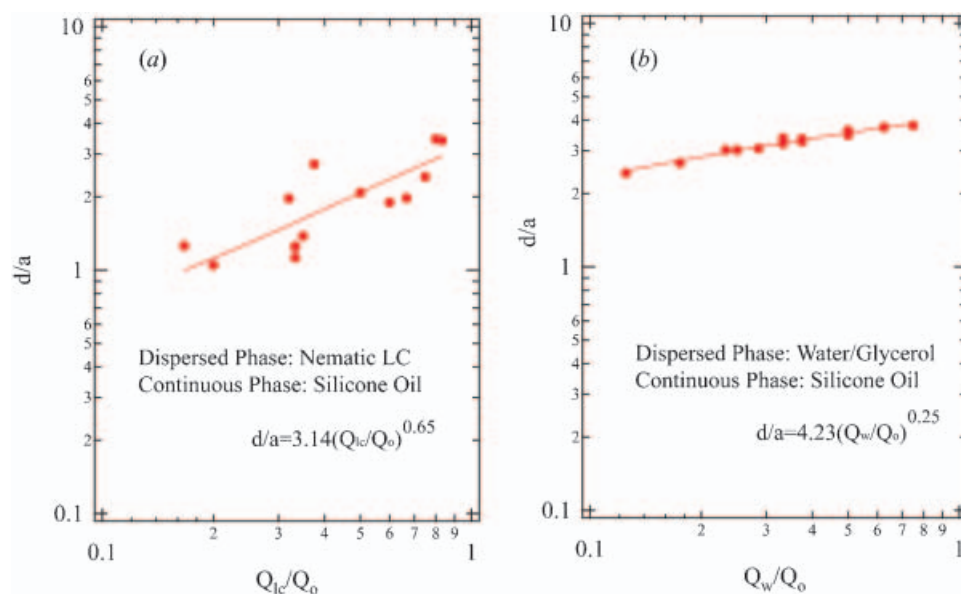 (a)
10
6
5
4
3
2
d/a
1
6
5
4
3
2
0.1
Dispersed Phase: Nematic LC
Continuous Phase: Silicone Oil
d/a=3.14(Qlc/Qo)^0.65
0.1 2 3 4 5 6 7 8 9 1
Qlc/Qo
(b)
10
6
5
4
3
2
d/a
1
6
5
4
3
2
0.1
Dispersed Phase: Water/Glycerol
Continuous Phase: Silicone Oil
d/a=4.23(Qw/Qo)^0.25
0.1 2 3 4 5 6 7 8 9 1
Qw/Qo